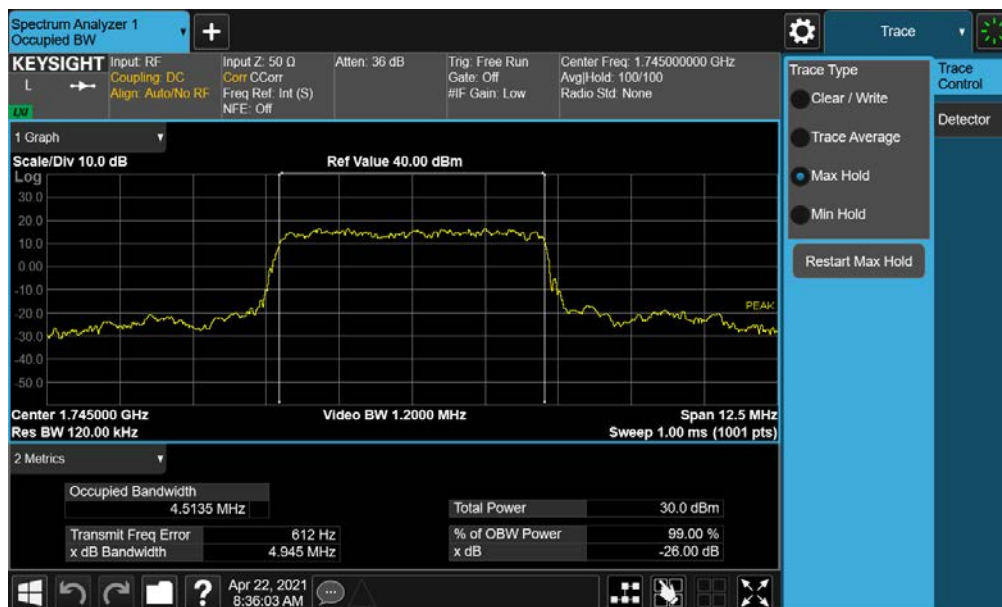 Spectrum Analyzer 1
Occupied BW
+
Trace
KEYSIGHT
L
LXI
Input: RF
Coupling: DC
Align: Auto/No RF
Input Z: 50 Ω
Corr CCorr
Freq Ref: Int (S)
NFE: Off
Atten: 36 dB
Trig: Free Run
Gate: Off
#IF Gain: Low
Center Freq: 1.745000000 GHz
Avg|Hold: 100/100
Radio Std: None
Trace Type
Clear / Write
Trace Average
Max Hold
Min Hold
Restart Max Hold
Trace
Control
Detector
1 Graph
Scale/Div 10.0 dB
Ref Value 40.00 dBm
Log
30.0
20.0
10.0
0.00
-10.0
-20.0
-30.0
-40.0
-50.0
PEAK
Center 1.745000 GHz
Video BW 1.2000 MHz
Span 12.5 MHz
Res BW 120.00 kHz
Sweep 1.00 ms (1001 pts)
2 Metrics
Occupied Bandwidth
4.5135 MHz
Total Power 30.0 dBm
Transmit Freq Error 612 Hz
% of OBW Power 99.00 %
x dB Bandwidth 4.945 MHz
x dB -26.00 dB
?
Apr 22, 2021
8:36:03 AM